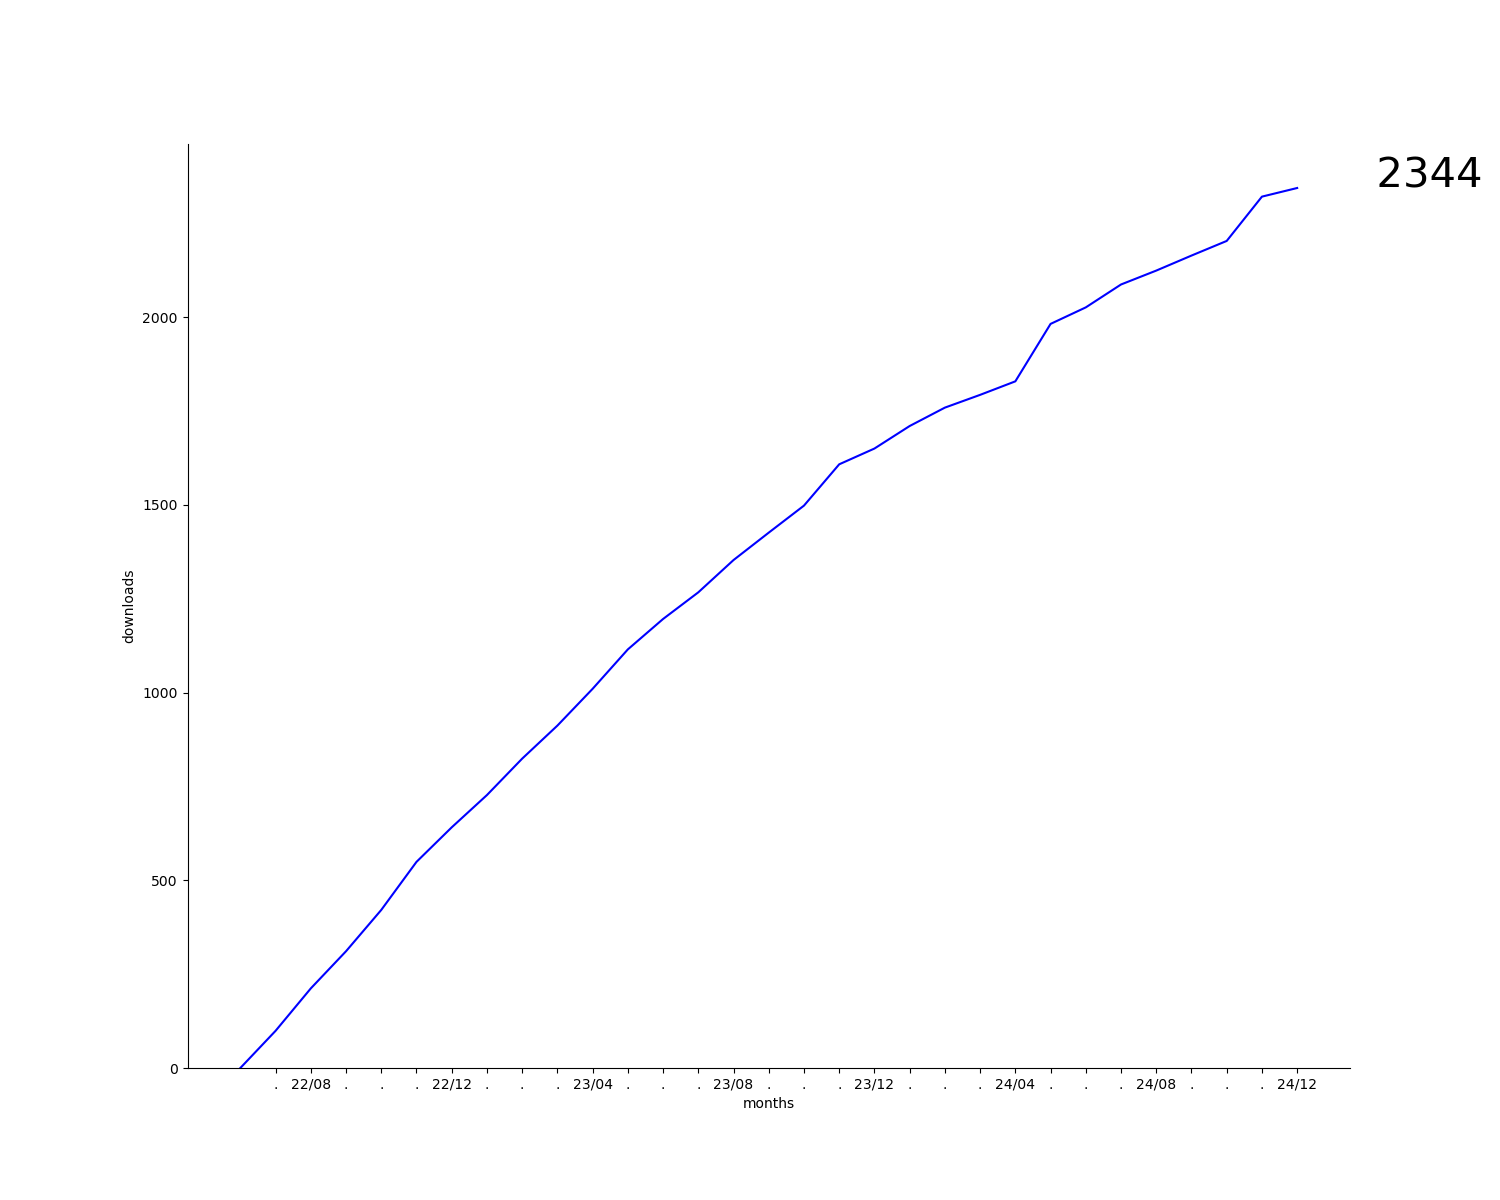 2344
2000
1500
1000
500
0
downloads
. 22/08 . . . 22/12 . . . 23/04 . . . 23/08 . . . 23/12 . . . 24/04 . . . 24/08 . . . 24/12
months